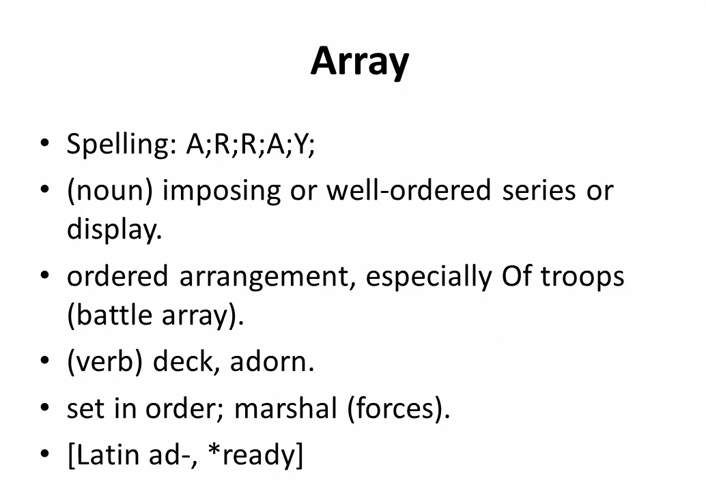 Array
• Spelling: A;R;R;A;Y;
• (noun) imposing or well-ordered series or
display.
• ordered arrangement, especially Of troops
(battle array).
• (verb) deck, adorn.
• set in order; marshal (forces).
• [Latin ad-, *ready]